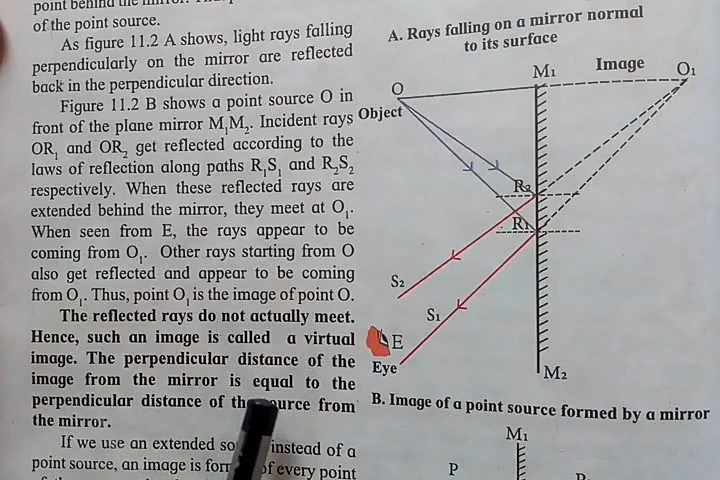 point behind the mirror.
of the point source.
As figure 11.2 A shows, light rays falling
perpendicularly on the mirror are reflected
back in the perpendicular direction.
Figure 11.2 B shows a point source O in
front of the plane mirror M₁M₂. Incident rays
OR₁ and OR₂ get reflected according to the
laws of reflection along paths R₁S₁ and R₂S₂
respectively. When these reflected rays are
extended behind the mirror, they meet at O₁.
When seen from E, the rays appear to be
coming from O₁. Other rays starting from O
also get reflected and appear to be coming
from O₁. Thus, point O₁ is the image of point O.
The reflected rays do not actually meet.
Hence, such an image is called a virtual
image. The perpendicular distance of the
image from the mirror is equal to the
perpendicular distance of the source from
the mirror.
If we use an extended so instead of a
point source, an image is for of every point
A. Rays falling on a mirror normal
to its surface
M₁ Image O₁
O
Object
R₂
R₁
S₂
S₁
E
Eye
M₂
B. Image of a point source formed by a mirror
M₁
P